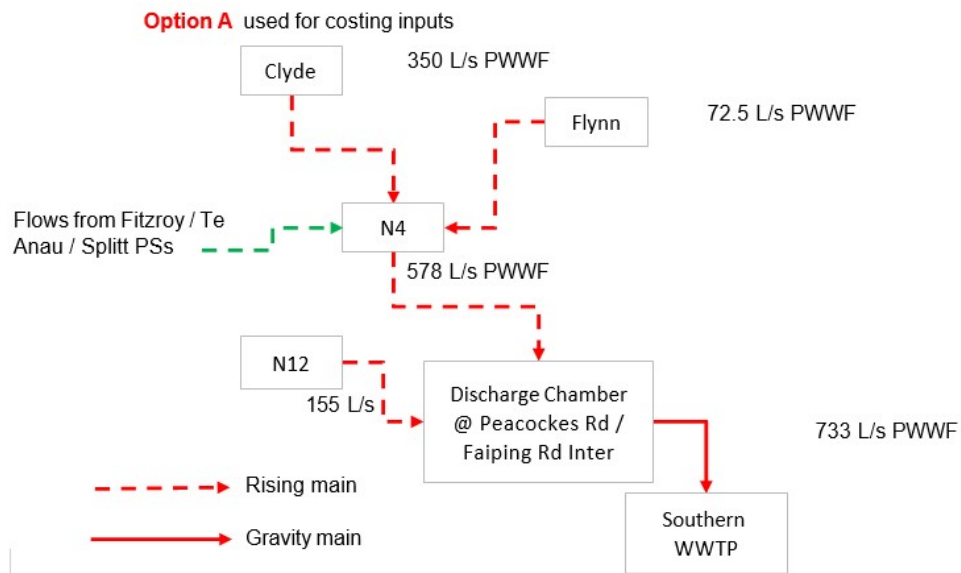 Option A used for costing inputs
Clyde
350 L/s PWWF
Flynn
72.5 L/s PWWF
Flows from Fitzroy / Te
Anau / Splitt PSs
N4
578 L/s PWWF
N12
155 L/s
Discharge Chamber
@ Peacockes Rd /
Faiping Rd Inter
733 L/s PWWF
Rising main
Gravity main
Southern
WWTP